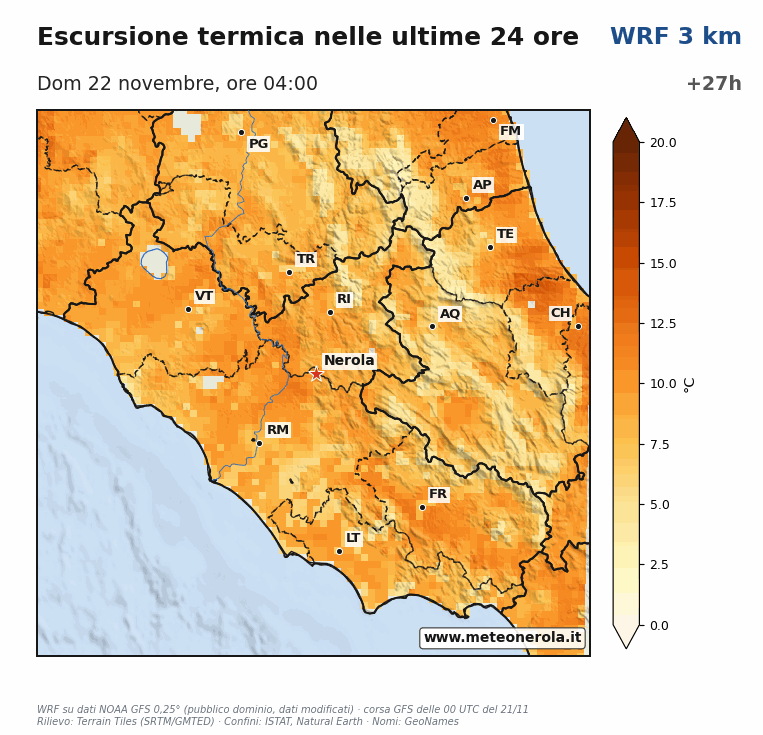 Escursione termica nelle ultime 24 ore WRF 3 km
Dom 22 novembre, ore 04:00 +27h
FM
PG
AP
TE
TR
VT
RI
AQ
CH
Nerola
RM
FR
LT
www.meteonerola.it
20.0
17.5
15.0
12.5
10.0
7.5
5.0
2.5
0.0
°C
WRF su dati NOAA GFS 0,25° (pubblico dominio, dati modificati) · corsa GFS delle 00 UTC del 21/11
Rilievo: Terrain Tiles (SRTM/GMTED) · Confini: ISTAT, Natural Earth · Nomi: GeoNames